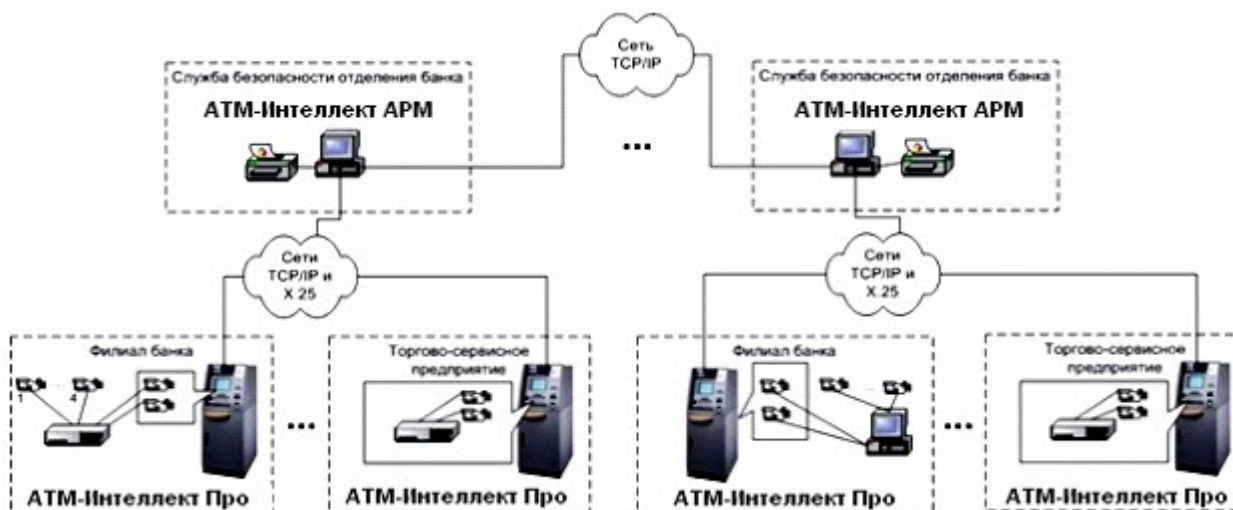 Сеть
TCP/IP
Служба безопасности отделения банка
АТМ-Интеллект АРМ
...
Служба безопасности отделения банка
АТМ-Интеллект АРМ
Сети
TCP/IP и
X.25
Сети
TCP/IP и
X.25
Филиал банка
1
4
АТМ-Интеллект Про
...
Торгово-сервисное
предприятие
АТМ-Интеллект Про
Филиал банка
АТМ-Интеллект Про
...
Торгово-сервисное
предприятие
АТМ-Интеллект Про